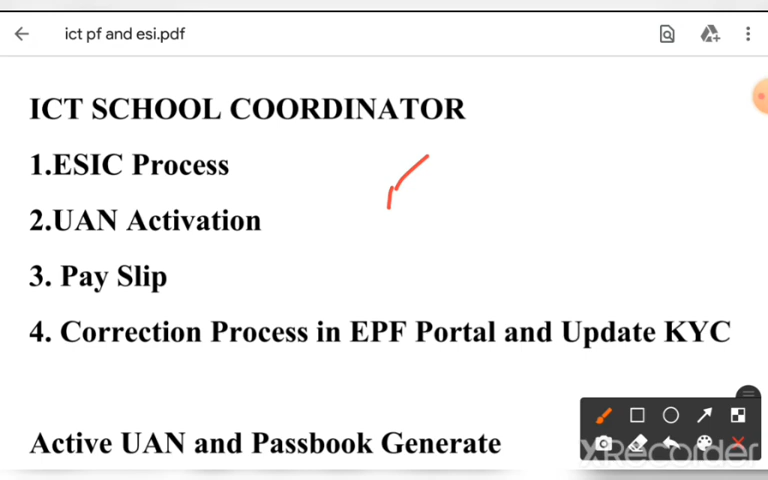 ict pf and esi.pdf
ICT SCHOOL COORDINATOR
1.ESIC Process
2.UAN Activation
3. Pay Slip
4. Correction Process in EPF Portal and Update KYC
Active UAN and Passbook Generate
XRecorder